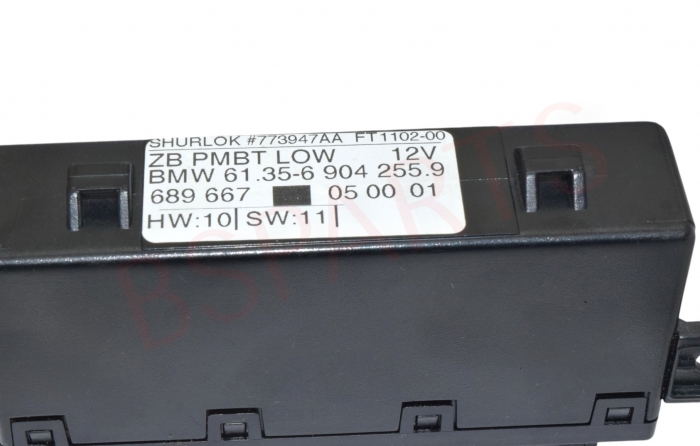 SHURLOK #773947AA FT1102-00
ZB PMBT LOW 12V
BMW 61.35-6 904 255.9
689 667 ■ 05 00 01
HW:10| SW:11|
BSPARTS